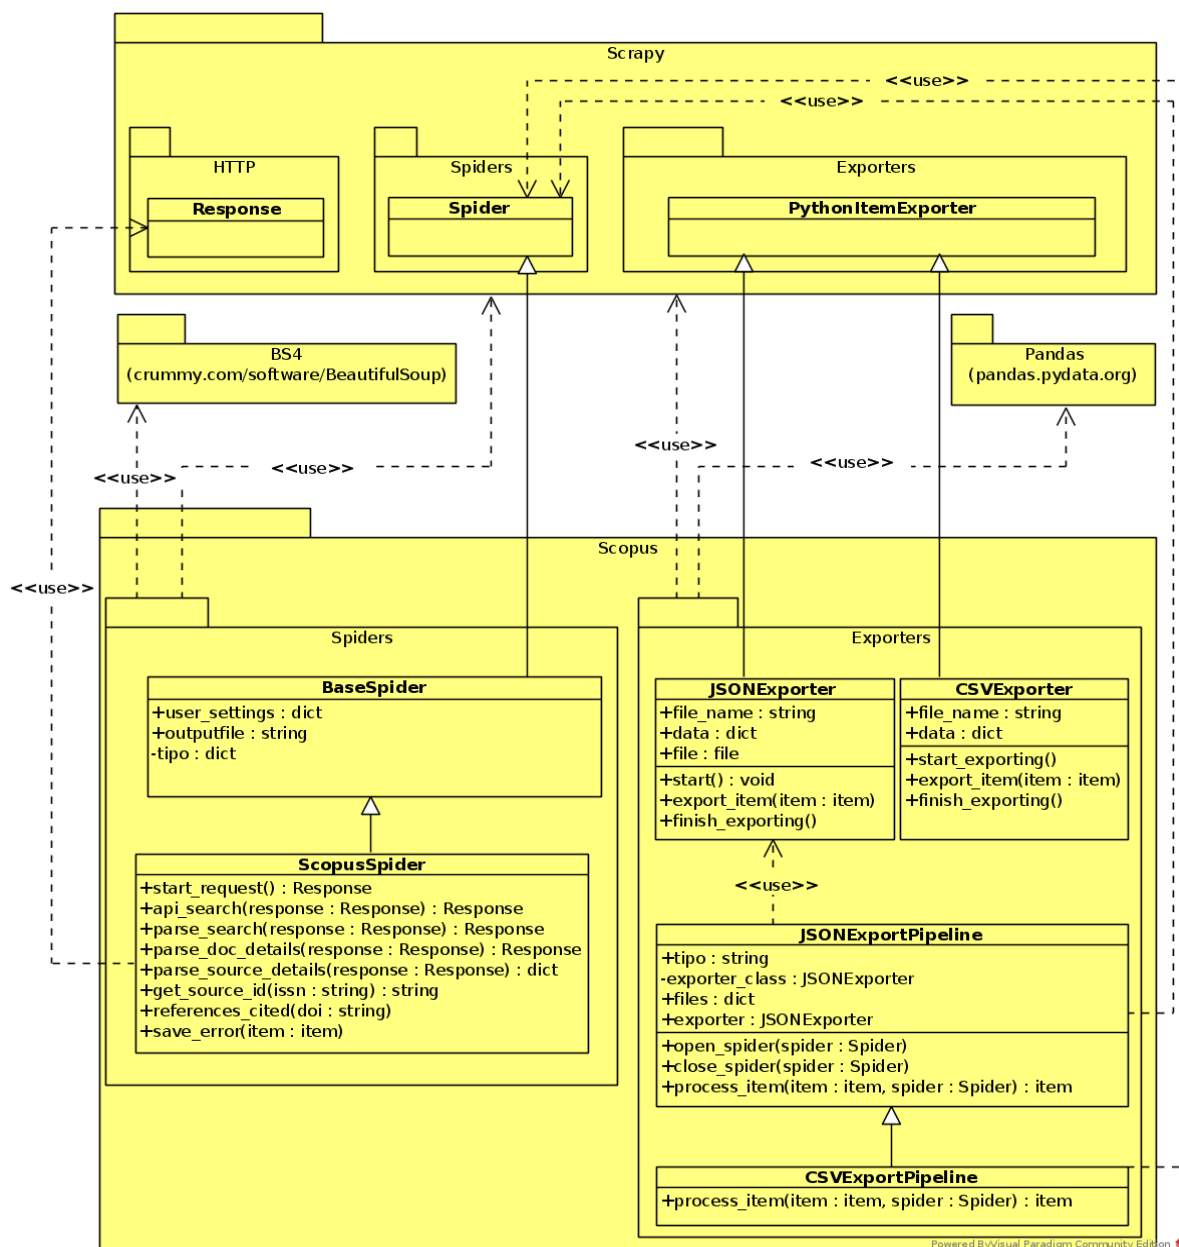 Scrapy
<<use>>
<<use>>
HTTP
Spiders
Exporters
Response
Spider
PythonItemExporter
BS4
(crummy.com/software/BeautifulSoup)
Pandas
(pandas.pydata.org)
<<use>>
<<use>>
<<use>>
<<use>>
<<use>>
Scopus
Spiders
Exporters
BaseSpider
+user_settings : dict
+outputfile : string
-tipo : dict
JSONExporter
+file_name : string
+data : dict
+file : file
+start() : void
+export_item(item : item)
+finish_exporting()
CSVExporter
+file_name : string
+data : dict
+start_exporting()
+export_item(item : item)
+finish_exporting()
ScopusSpider
+start_request() : Response
+api_search(response : Response) : Response
+parse_search(response : Response) : Response
+parse_doc_details(response : Response) : Response
+parse_source_details(response : Response) : dict
+get_source_id(issn : string) : string
+references_cited(doi : string)
+save_error(item : item)
<<use>>
JSONExportPipeline
+tipo : string
-exporter_class : JSONExporter
+files : dict
+exporter : JSONExporter
+open_spider(spider : Spider)
+close_spider(spider : Spider)
+process_item(item : item, spider : Spider) : item
CSVExportPipeline
+process_item(item : item, spider : Spider) : item
Powered ByVisual Paradigm Community Edition